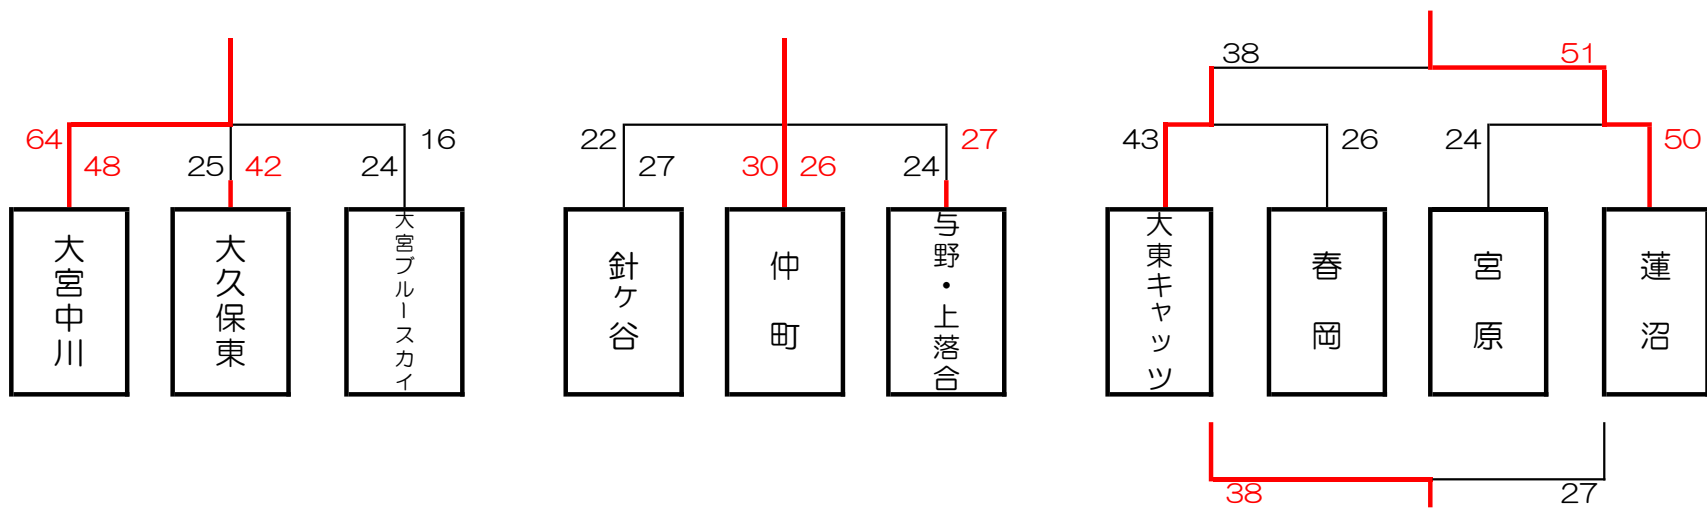 38
51
64
48
25
42
24
16
22
27
30
26
24
27
43
26
24
50
大宮中川
大久保東
大宮ブルースカイ
針ケ谷
仲町
与野・上落合
大東キャッツ
春岡
宮原
蓮沼
38
27